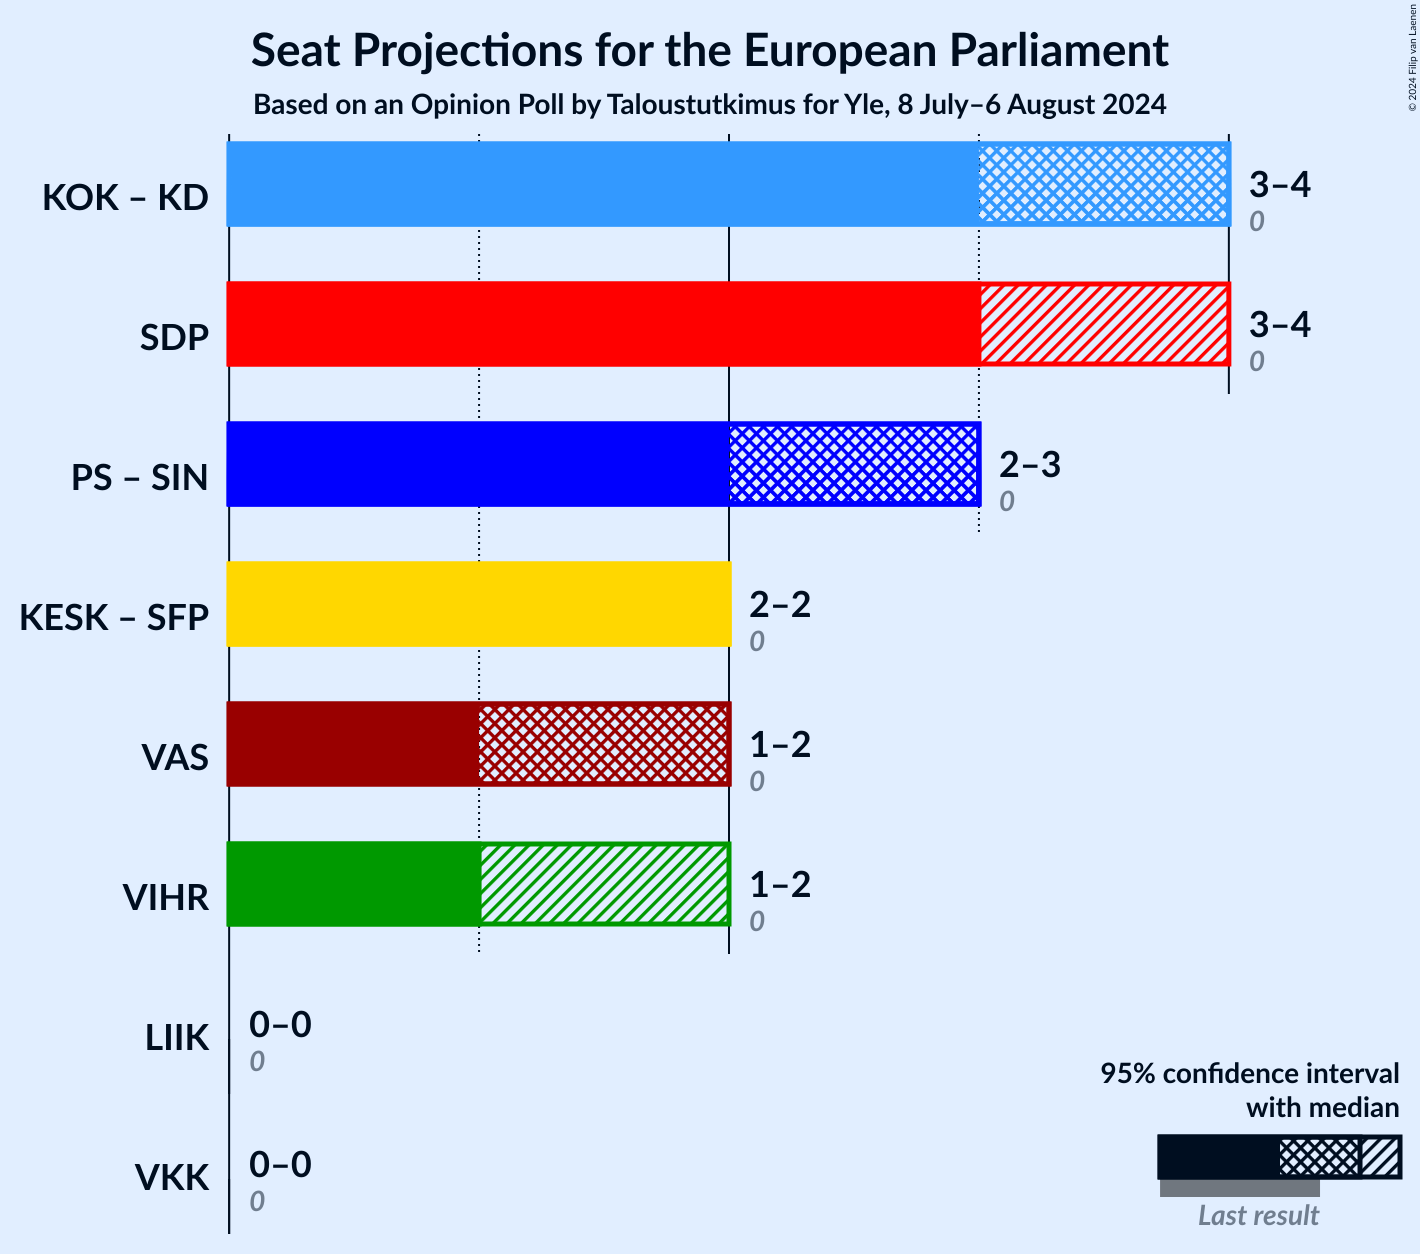 Seat Projections for the European Parliament
Based on an Opinion Poll by Taloustutkimus for Yle, 8 July–6 August 2024
© 2024 Filip van Laenen
KOK – KD
3–4
0
SDP
3–4
0
PS – SIN
2–3
0
KESK – SFP
2–2
0
VAS
1–2
0
VIHR
1–2
0
LIIK
0–0
0
VKK
0–0
0
95% confidence interval
with median
Last result